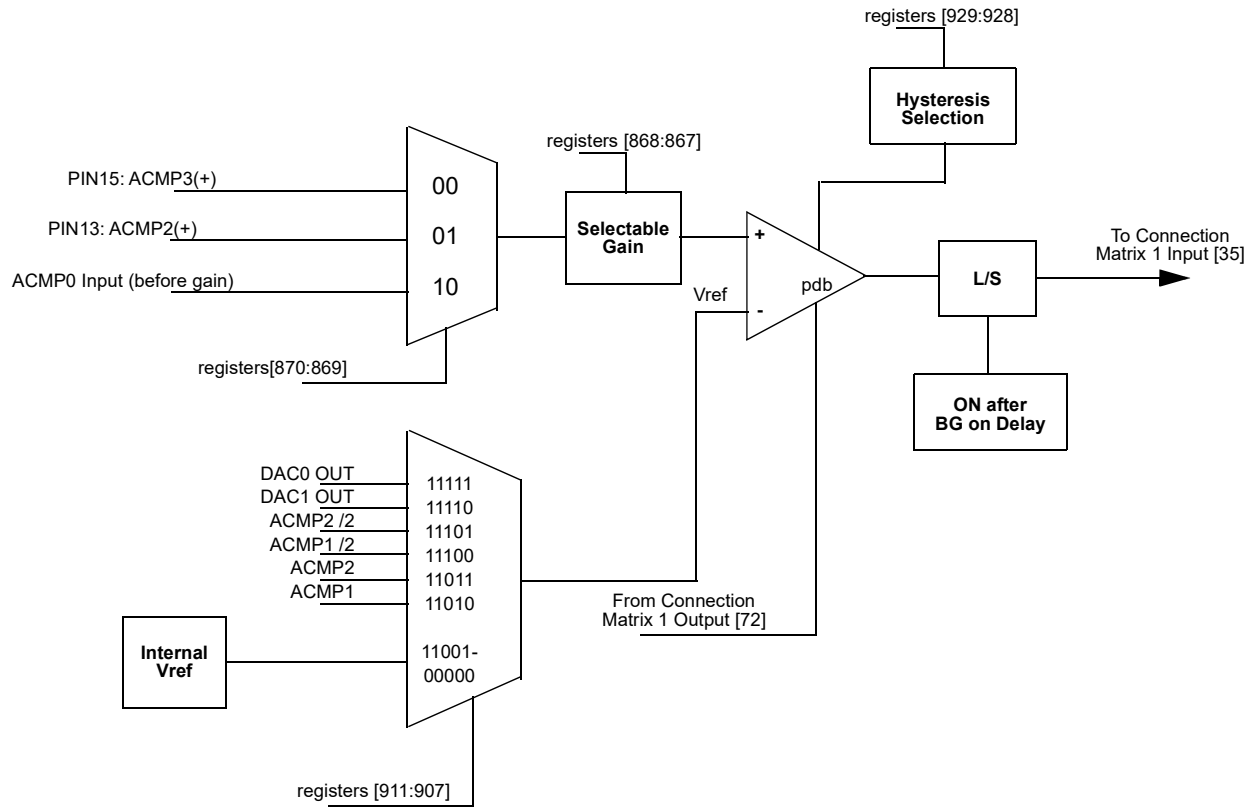 registers [929:928]
Hysteresis
Selection
registers [868:867]
PIN15: ACMP3(+)
00
Selectable
Gain
PIN13: ACMP2(+)
01
+
To Connection
Matrix 1 Input [35]
ACMP0 Input (before gain)
10
pdb
L/S
Vref
-
registers[870:869]
ON after
BG on Delay
DAC0 OUT
11111
DAC1 OUT
11110
ACMP2 /2
11101
ACMP1 /2
11100
ACMP2
11011
ACMP1
11010
From Connection
Matrix 1 Output [72]
Internal
Vref
11001-
00000
registers [911:907]